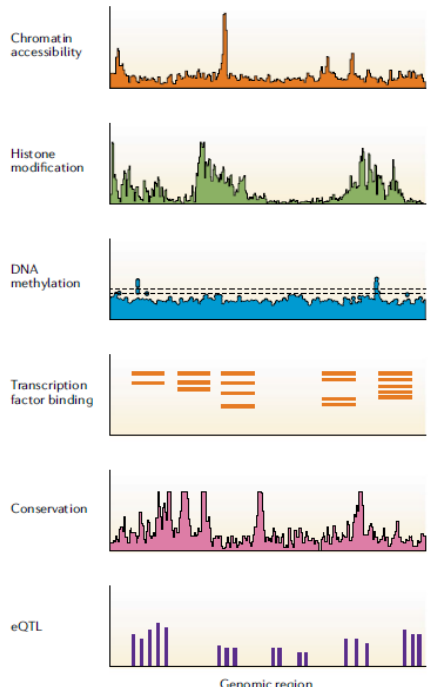 Chromatin
accessibility
Histone
modification
DNA
methylation
Transcription
factor binding
Conservation
eQTL
Genomic region